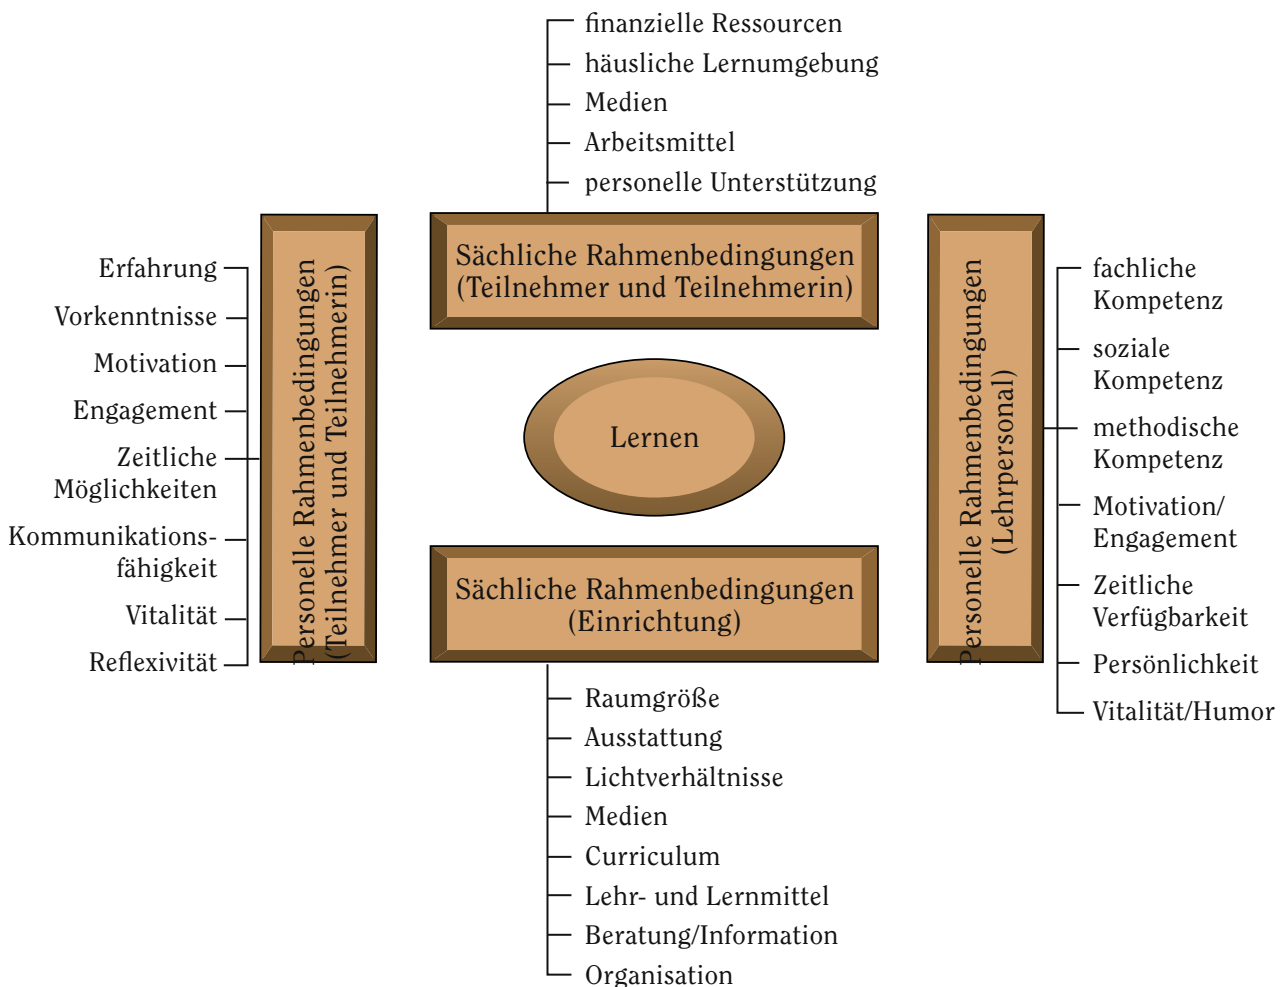 finanzielle Ressourcen
häusliche Lernumgebung
Medien
Arbeitsmittel
personelle Unterstützung
Sächliche Rahmenbedingungen
(Teilnehmer und Teilnehmerin)
Erfahrung
Vorkenntnisse
Motivation
Engagement
Zeitliche
Möglichkeiten
Kommunikations-
fähigkeit
Vitalität
Reflexivität
Personelle Rahmenbedingungen
(Teilnehmer und Teilnehmerin)
Lernen
Personelle Rahmenbedingungen
(Lehrpersonal)
fachliche
Kompetenz
soziale
Kompetenz
methodische
Kompetenz
Motivation/
Engagement
Zeitliche
Verfügbarkeit
Persönlichkeit
Vitalität/Humor
Sächliche Rahmenbedingungen
(Einrichtung)
Raumgröße
Ausstattung
Lichtverhältnisse
Medien
Curriculum
Lehr- und Lernmittel
Beratung/Information
Organisation